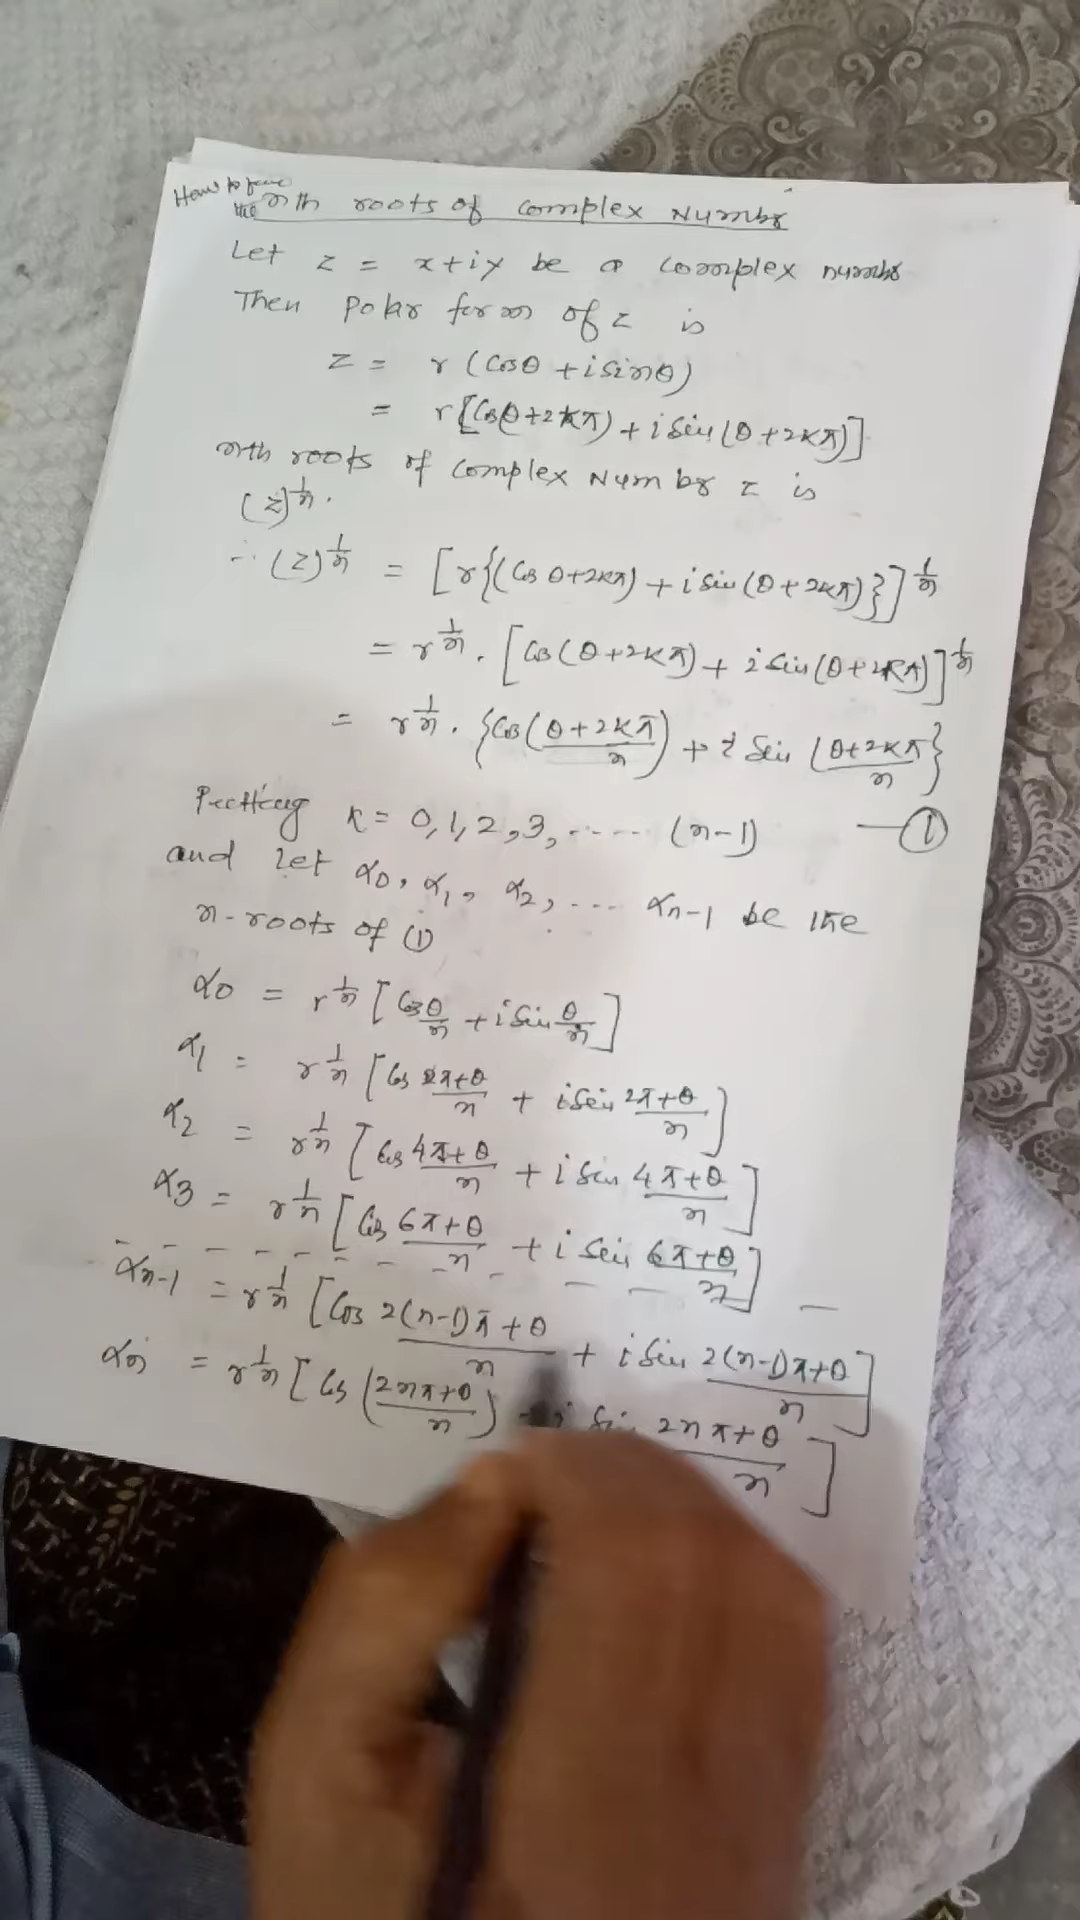 How to
the nth roots of complex Number
Let z = x+iy be a complex number
Then Polar form of z is
z = r (Cosθ + i sinθ)
= r[Cos(θ+2kπ) + i Sin(θ+2kπ)]
nth roots of complex Number z is
(z)^{1/n}.
∴ (z)^{1/n} = [r{(Cos θ+2kπ) + i sin(θ+2kπ)}]^{1/n}
= r^{1/n} . [Cos(θ+2kπ) + i Sin(θ+2kπ)]^{1/n}
= r^{1/n} . {Cos((θ+2kπ)/n) + i Sin (θ+2kπ)/n}
Putting k = 0,1,2,3, ..... (n-1) —①
and let α0, α1, α2, ... αn-1 be the
n-roots of ①
α0 = r^{1/n} [Cos θ/n + i Sin θ/n]
α1 = r^{1/n} [Cos (2π+θ)/n + i Sin (2π+θ)/n]
α2 = r^{1/n} [Cos (4π+θ)/n + i Sin (4π+θ)/n]
α3 = r^{1/n} [Cos (6π+θ)/n + i Sin (6π+θ)/n]
- - - - - - - - - - - - - -
αn-1 = r^{1/n} [Cos (2(n-1)π+θ)/n + i Sin (2(n-1)π+θ)/n]
αn = r^{1/n} [Cos ((2nπ+θ)/n) i Sin (2nπ+θ)/n]